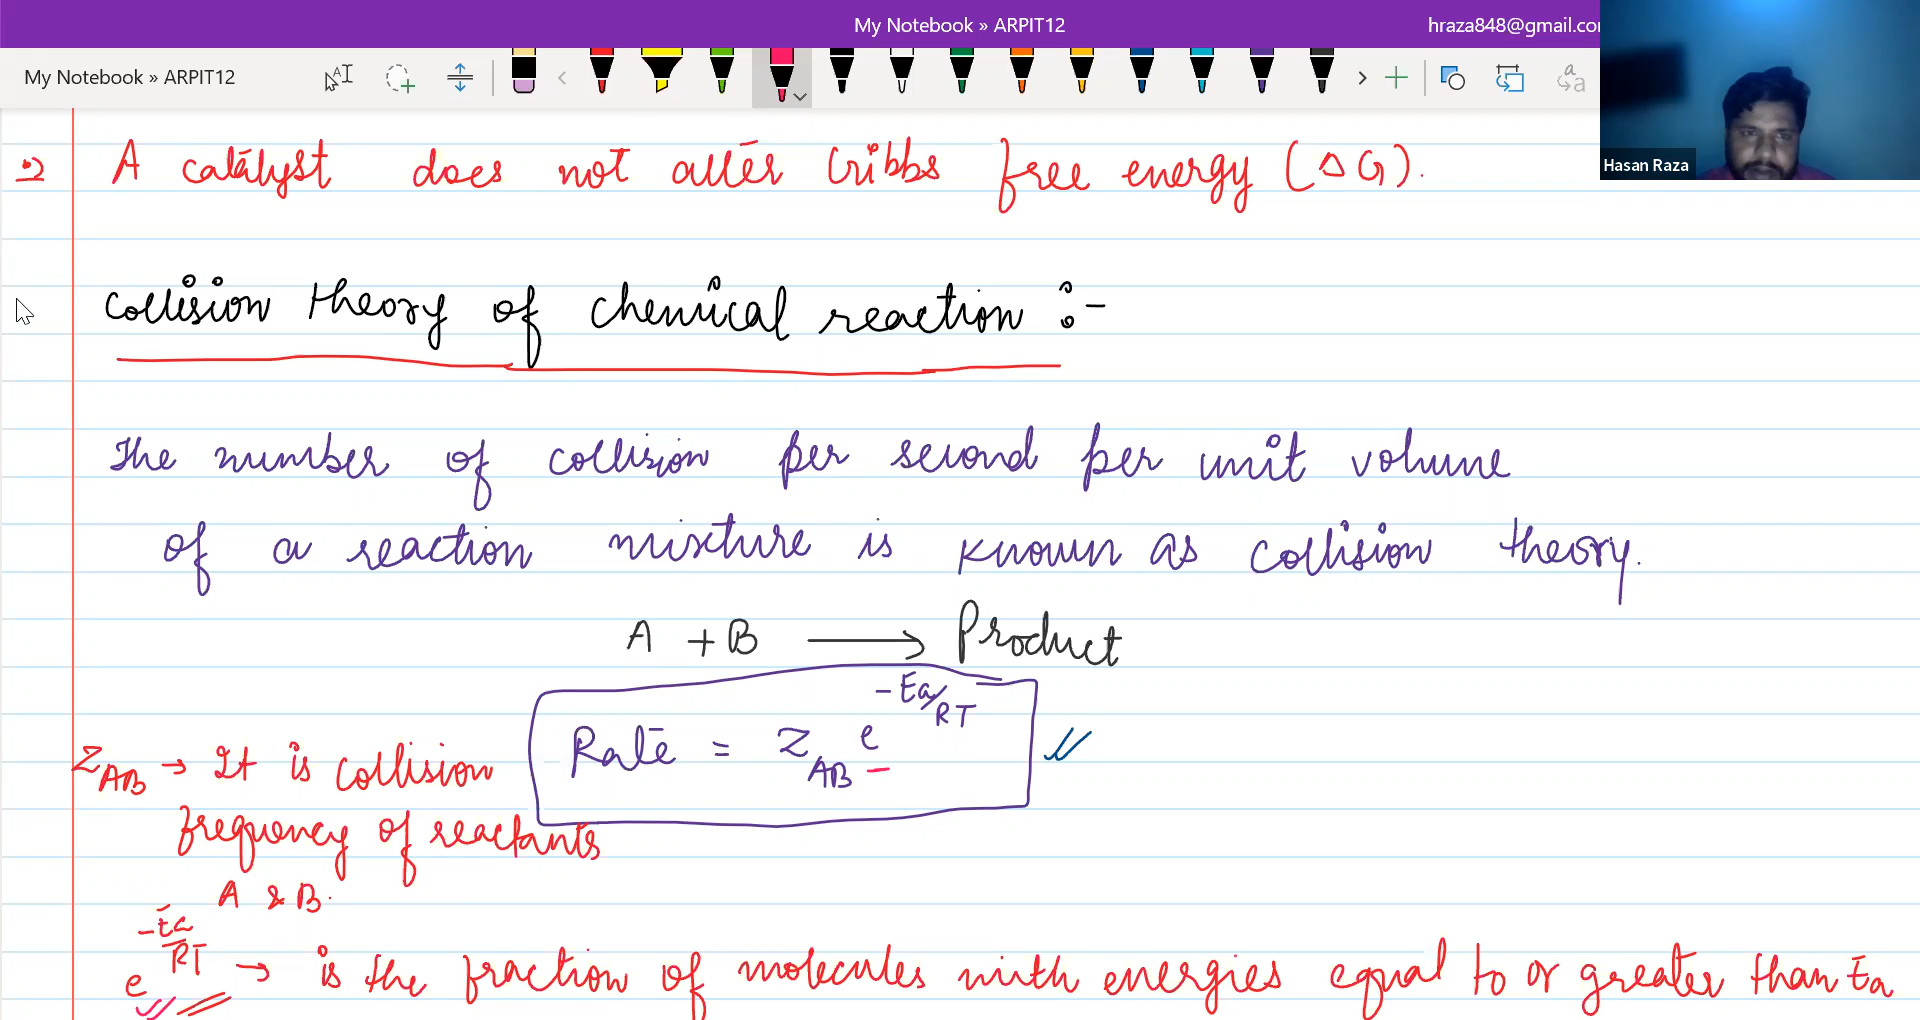 My Notebook » ARPIT12
hraza848@gmail.co
My Notebook » ARPIT12
Hasan Raza
2) A catalyst does not alter Gibbs free energy (ΔG).
Collision theory of chemical reaction :-
The number of collision per second per unit volume
of a reaction mixture is known as collision theory.
A + B ⟶ Product
Rate = Z_AB e^(-Ea/RT)
Z_AB → It is collision
frequency of reactants
A & B.
e^(-Ea/RT) → is the fraction of molecules with energies equal to or greater than Ea